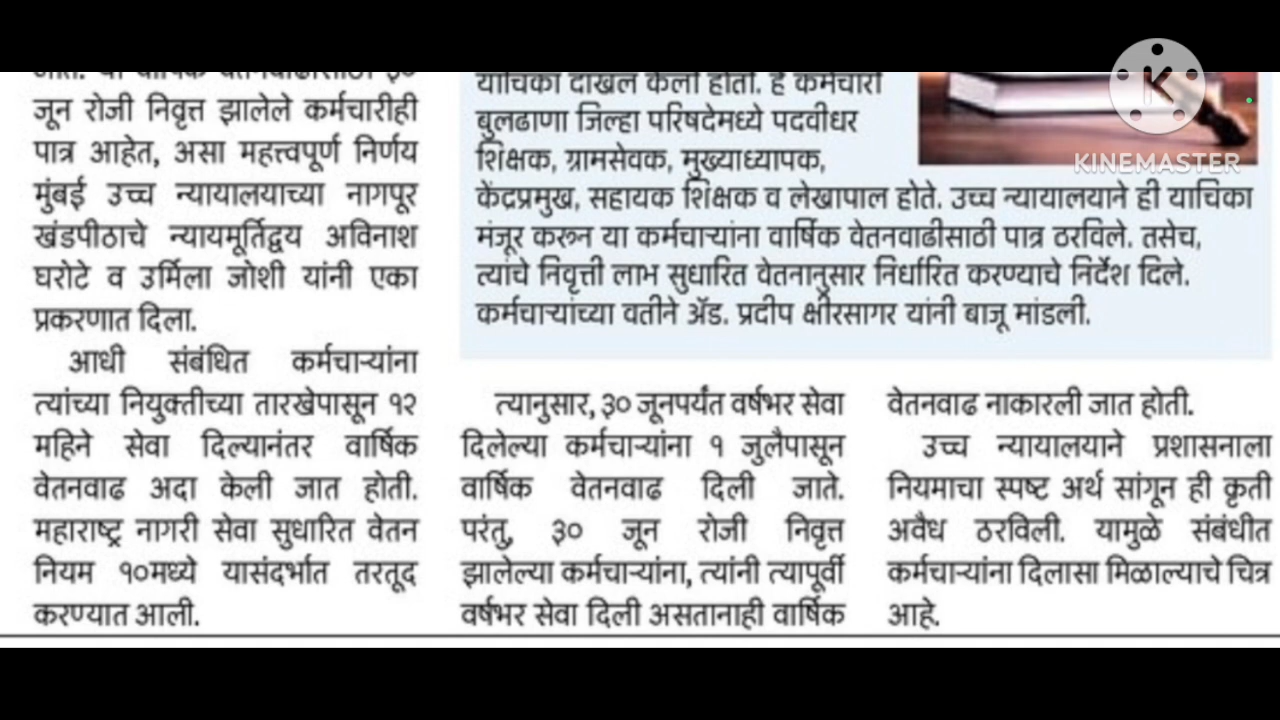 जून रोजी निवृत्त झालेले कर्मचारीही
पात्र आहेत, असा महत्त्वपूर्ण निर्णय
मुंबई उच्च न्यायालयाच्या नागपूर
खंडपीठाचे न्यायमूर्तिद्वय अविनाश
घरोटे व उर्मिला जोशी यांनी एका
प्रकरणात दिला.
आधी संबंधित कर्मचाऱ्यांना
त्यांच्या नियुक्तीच्या तारखेपासून १२
महिने सेवा दिल्यानंतर वार्षिक
वेतनवाढ अदा केली जात होती.
महाराष्ट्र नागरी सेवा सुधारित वेतन
नियम १०मध्ये यासंदर्भात तरतूद
करण्यात आली.
याचिका दाखल केली होती. हे कर्मचारी
बुलढाणा जिल्हा परिषदेमध्ये पदवीधर
शिक्षक, ग्रामसेवक, मुख्याध्यापक,
केंद्रप्रमुख, सहायक शिक्षक व लेखापाल होते. उच्च न्यायालयाने ही याचिका
मंजूर करून या कर्मचाऱ्यांना वार्षिक वेतनवाढीसाठी पात्र ठरविले. तसेच,
त्यांचे निवृत्ती लाभ सुधारित वेतनानुसार निर्धारित करण्याचे निर्देश दिले.
कर्मचाऱ्यांच्या वतीने ॲड. प्रदीप क्षीरसागर यांनी बाजू मांडली.
त्यानुसार, ३० जूनपर्यंत वर्षभर सेवा
दिलेल्या कर्मचाऱ्यांना १ जुलैपासून
वार्षिक वेतनवाढ दिली जाते.
परंतु, ३० जून रोजी निवृत्त
झालेल्या कर्मचाऱ्यांना, त्यांनी त्यापूर्वी
वर्षभर सेवा दिली असतानाही वार्षिक
वेतनवाढ नाकारली जात होती.
उच्च न्यायालयाने प्रशासनाला
नियमाचा स्पष्ट अर्थ सांगून ही कृती
अवैध ठरविली. यामुळे संबंधीत
कर्मचाऱ्यांना दिलासा मिळाल्याचे चित्र
आहे.
K
KINEMASTER